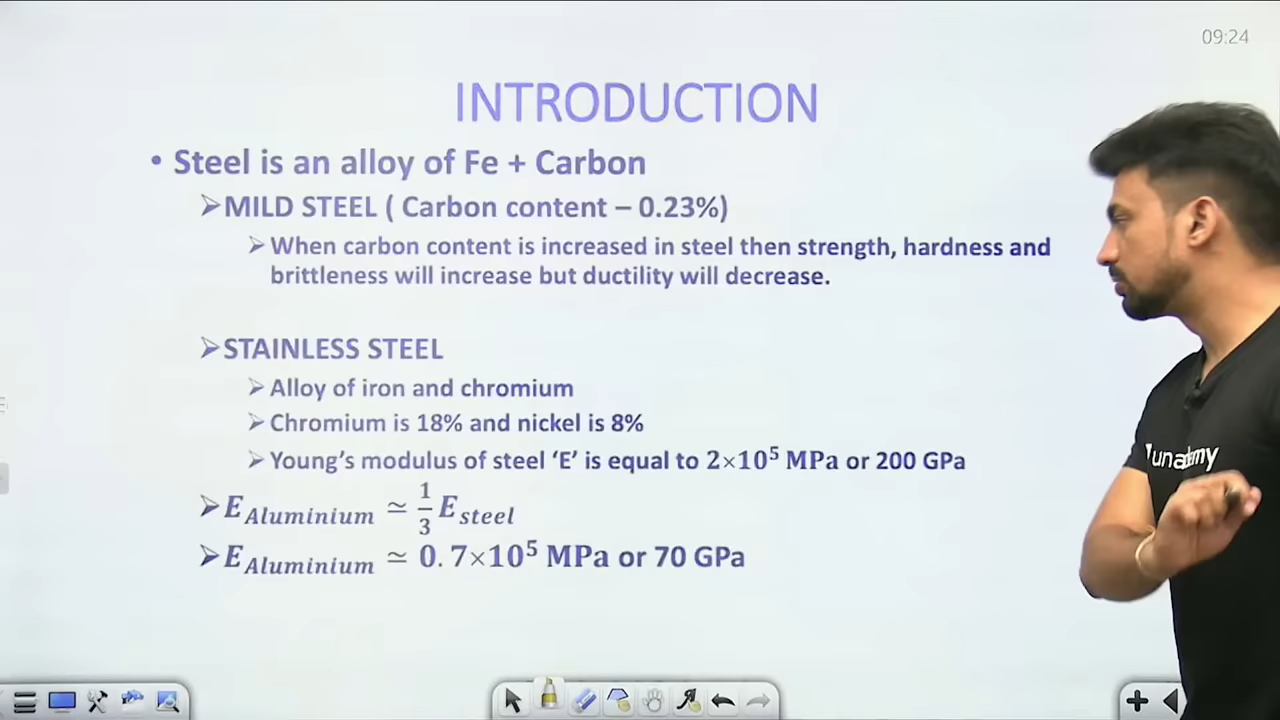 09:24
INTRODUCTION
• Steel is an alloy of Fe + Carbon
➢MILD STEEL ( Carbon content – 0.23%)
➢When carbon content is increased in steel then strength, hardness and
brittleness will increase but ductility will decrease.
➢STAINLESS STEEL
➢Alloy of iron and chromium
➢Chromium is 18% and nickel is 8%
➢Young's modulus of steel 'E' is equal to 2×10⁵ MPa or 200 GPa
➢E_Aluminium ≃ 1/3 E_steel
➢E_Aluminium ≃ 0.7×10⁵ MPa or 70 GPa
unacademy